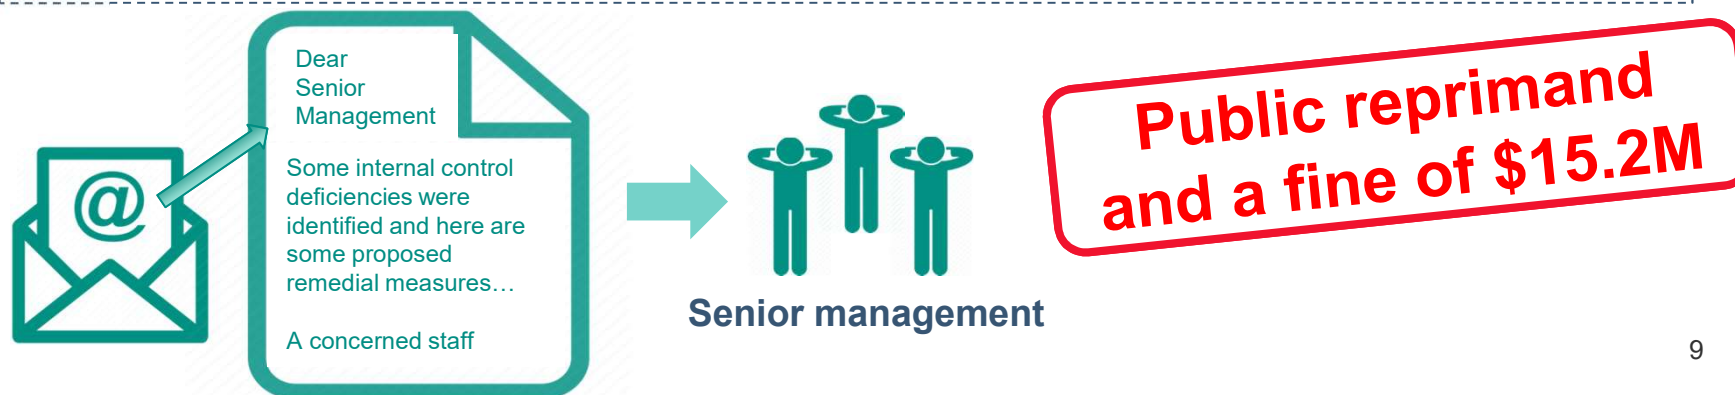 Dear
Senior
Management
Some internal control
deficiencies were
identified and here are
some proposed
remedial measures…
A concerned staff
@
Senior management
Public reprimand
and a fine of $15.2M
9